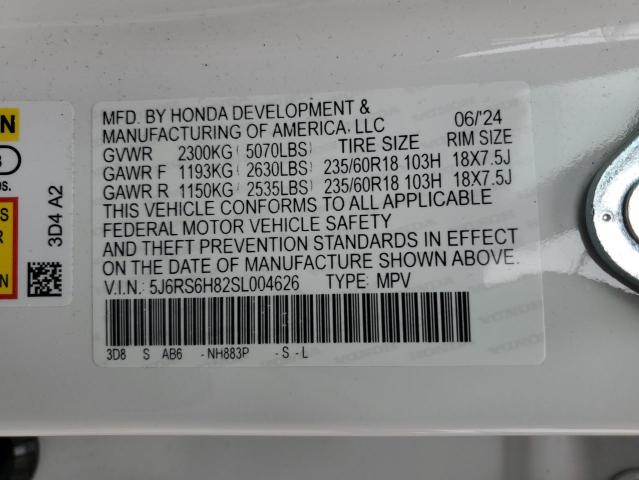 MFD. BY HONDA DEVELOPMENT &
MANUFACTURING OF AMERICA, LLC 06/'24
GVWR 2300KG ( 5070LBS) TIRE SIZE RIM SIZE
GAWR F 1193KG ( 2630LBS) 235/60R18 103H 18X7.5J
GAWR R 1150KG ( 2535LBS) 235/60R18 103H 18X7.5J
THIS VEHICLE CONFORMS TO ALL APPLICABLE
FEDERAL MOTOR VEHICLE SAFETY
AND THEFT PREVENTION STANDARDS IN EFFECT
ON THE DATE OF MANUFACTURE SHOWN ABOVE.
V.I.N.: 5J6RS6H82SL004626 TYPE: MPV
3D8 S AB6 -NH883P -S-L
3D4 A2